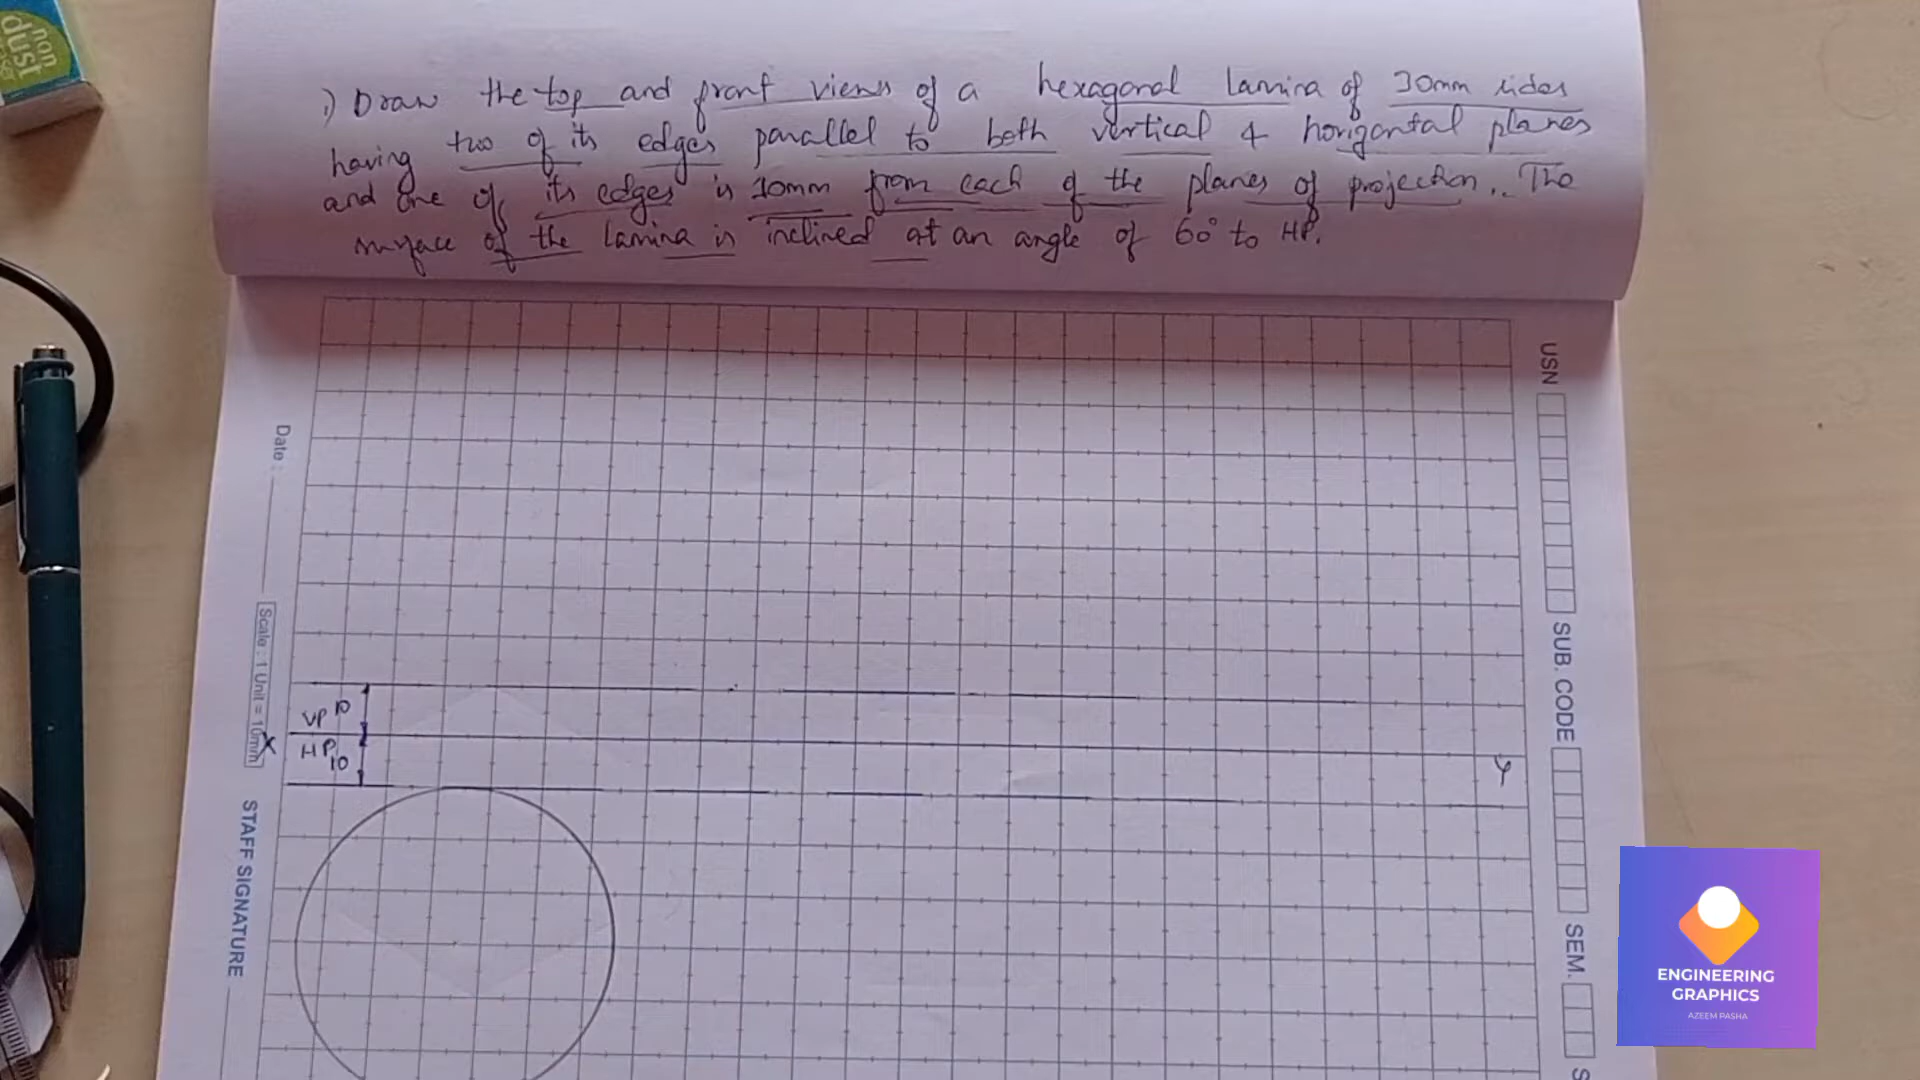 1) Draw the top and front views of a hexagonal lamina of 30mm sides
having two of its edges parallel to both vertical & horizontal planes
and one of its edges is 10mm from each of the planes of projection. The
surface of the lamina is inclined at an angle of 60° to HP.
non
dust
USN
Date :
Scale : 1 Unit = 10mm
SUB. CODE
VP 10
X
HP 10
Y
STAFF SIGNATURE
SEM.
S
ENGINEERING
GRAPHICS
AZEEM PASHA